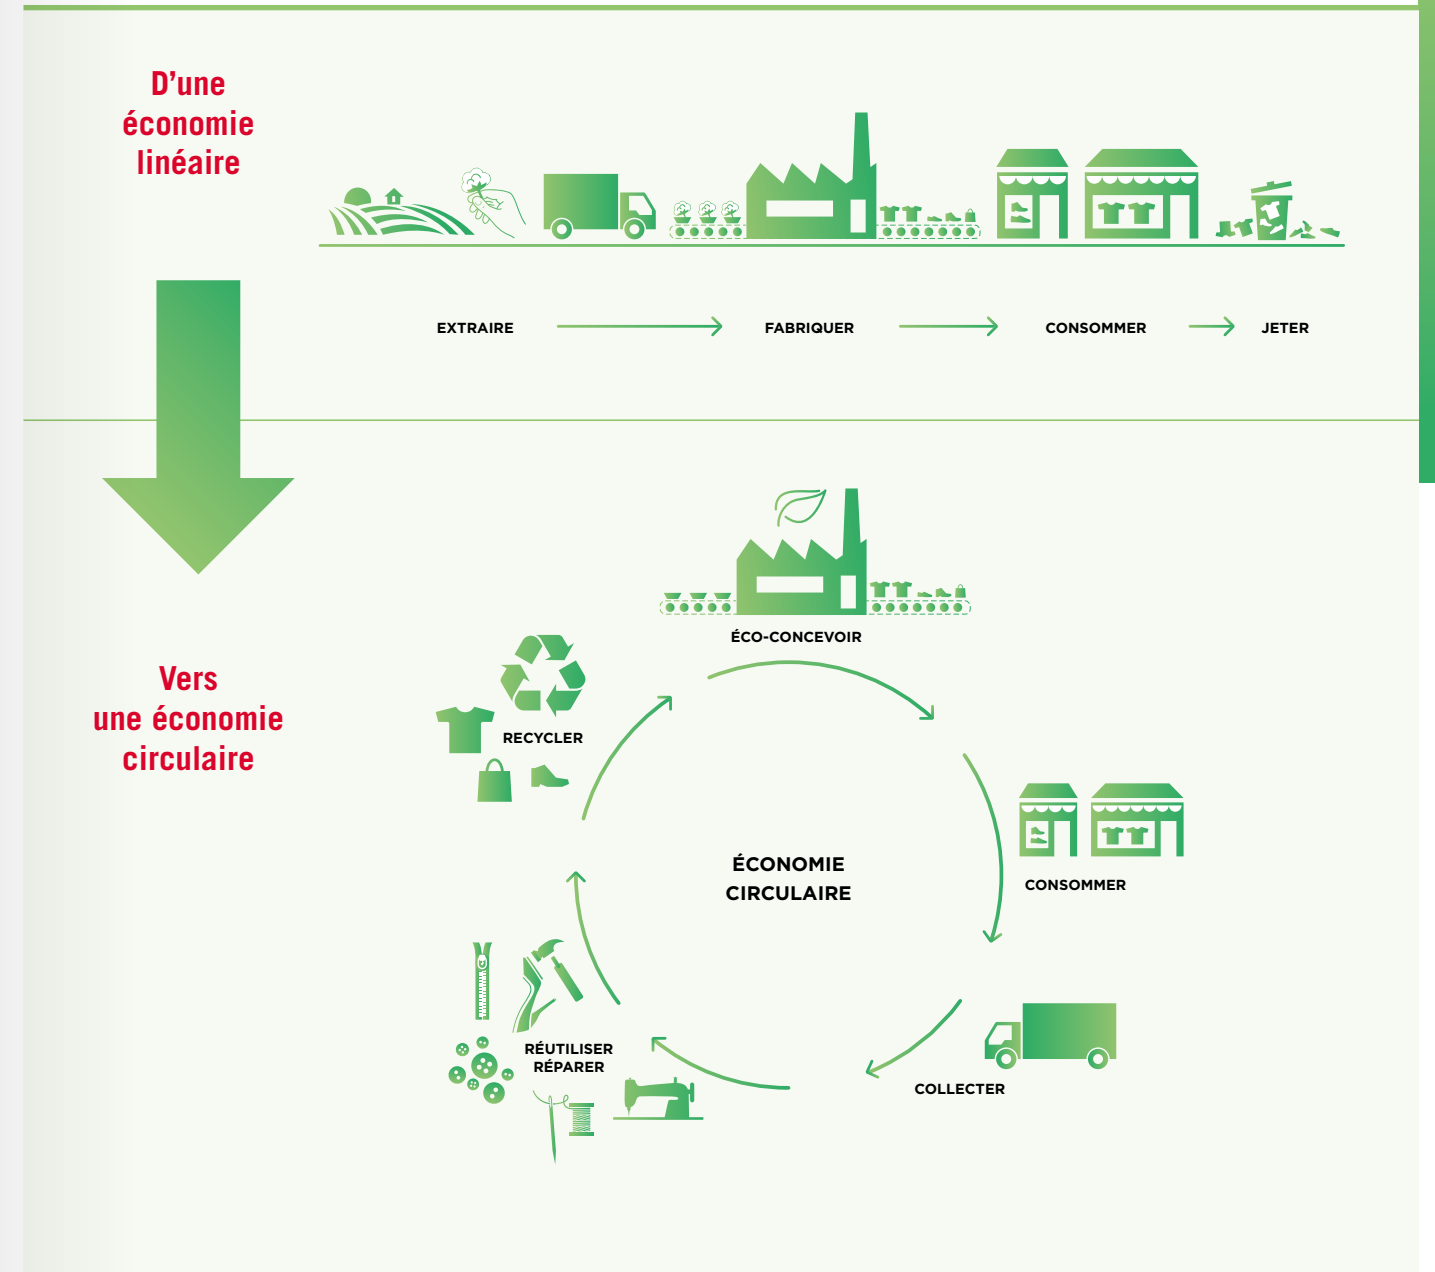 D’une
économie
linéaire
EXTRAIRE
FABRIQUER
CONSOMMER
JETER
Vers
une économie
circulaire
ÉCO-CONCEVOIR
RECYCLER
ÉCONOMIE
CIRCULAIRE
CONSOMMER
RÉUTILISER
RÉPARER
COLLECTER